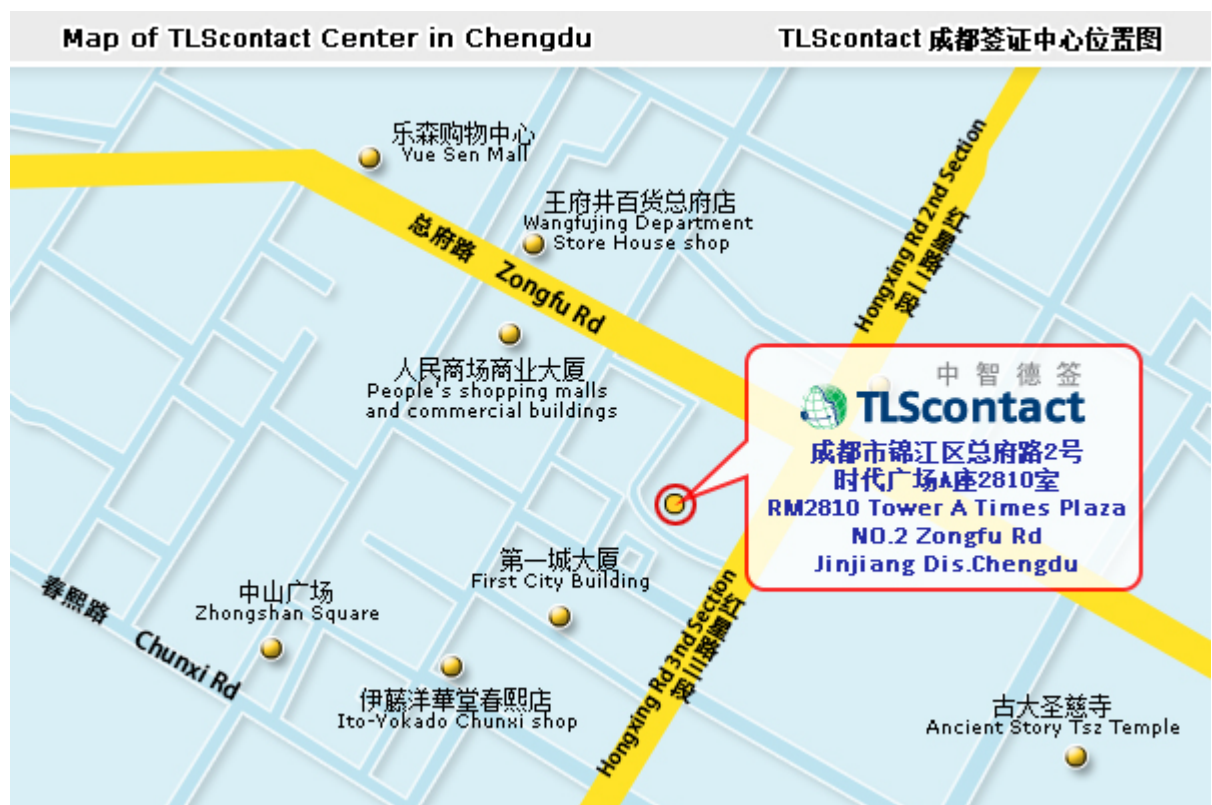 Map of TLScontact Center in Chengdu
TLScontact 成都签证中心位置图
乐森购物中心
Yue Sen Mall
王府井百货总府店
Wangfujing Department
Store House shop
总府路 Zongfu Rd
Hongxing Rd 2nd Section
红星路二段
人民商场商业大厦
People's shopping malls
and commercial buildings
中智德签
TLScontact
成都市锦江区总府路2号
时代广场A座2810室
RM2810 Tower A Times Plaza
NO.2 Zongfu Rd
Jinjiang Dis.Chengdu
第一城大厦
First City Building
中山广场
Zhongshan Square
春熙路 Chunxi Rd
Hongxing Rd 3nd Section
红星路三段
伊藤洋華堂春熙店
Ito-Yokado Chunxi shop
古大圣慈寺
Ancient Story Tsz Temple